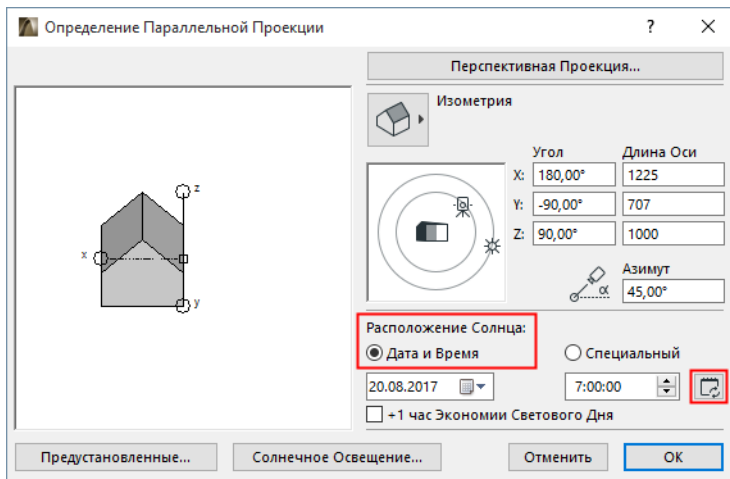 Определение Параллельной Проекции
Перспективная Проекция...
Изометрия
Угол Длина Оси
X: 180,00° 1225
Y: -90,00° 707
Z: 90,00° 1000
Азимут
α 45,00°
z
x
y
Расположение Солнца:
Дата и Время Специальный
20.08.2017 7:00:00
+1 час Экономии Светового Дня
Предустановленные... Солнечное Освещение... Отменить OK